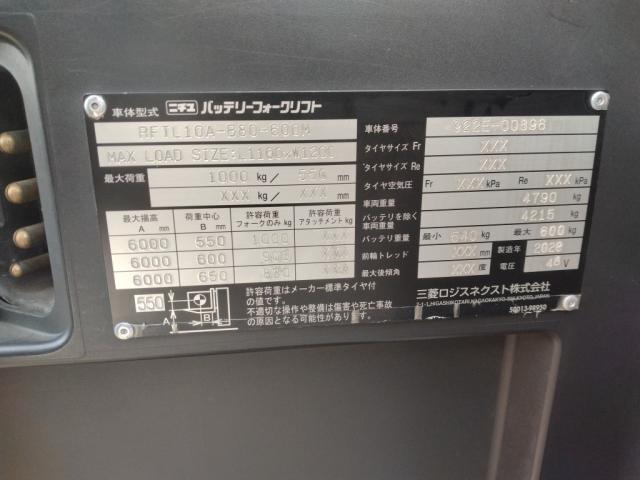 車体型式 ニチユ バッテリーフォークリフト
MAX LOAD SIZE:L1100×W1200
最大荷重 1000 kg/ 550 mm
XXX kg/ XXX mm
最大揚高 A mm 荷重中心 B mm 許容荷重 フォークのみ kg 許容荷重 アタッチメント kg
6000 550 1000 XXX
6000 600 XXX
6000 650 XXX
550 A B
許容荷重はメーカー標準タイヤ付
の値です。
不適切な操作や整備は傷害や死亡事故
の原因となる可能性があります。
車体番号
タイヤサイズ Fr XXX
タイヤサイズ Re XXX
タイヤ空気圧 Fr XXX kPa Re XXX kPa
車両重量 4790 kg
バッテリを除く 車両重量 4215 kg
バッテリ重量 最小 kg 最大 600 kg
前輪トレッド XXX mm 製造年
最大後傾角 XXX 度 電圧 48 V
三菱ロジスネクスト株式会社